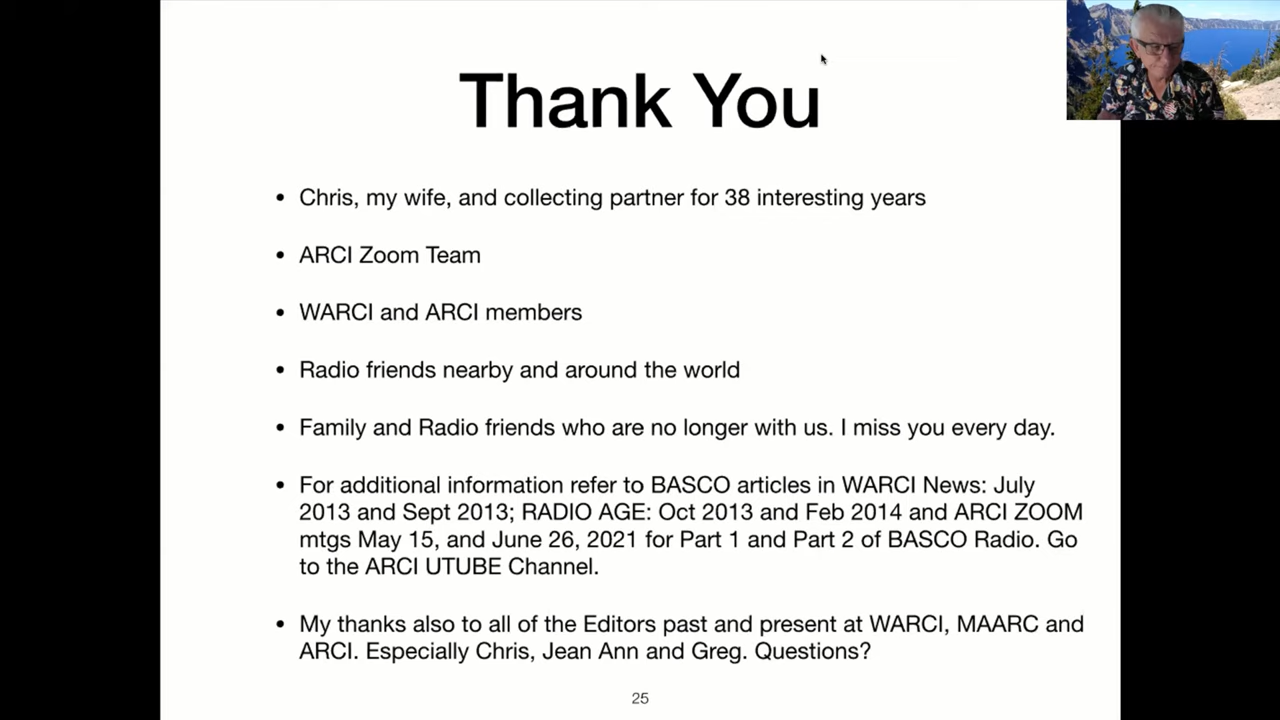 Thank You
• Chris, my wife, and collecting partner for 38 interesting years
• ARCI Zoom Team
• WARCI and ARCI members
• Radio friends nearby and around the world
• Family and Radio friends who are no longer with us. I miss you every day.
• For additional information refer to BASCO articles in WARCI News: July
2013 and Sept 2013; RADIO AGE: Oct 2013 and Feb 2014 and ARCI ZOOM
mtgs May 15, and June 26, 2021 for Part 1 and Part 2 of BASCO Radio. Go
to the ARCI UTUBE Channel.
• My thanks also to all of the Editors past and present at WARCI, MAARC and
ARCI. Especially Chris, Jean Ann and Greg. Questions?
25